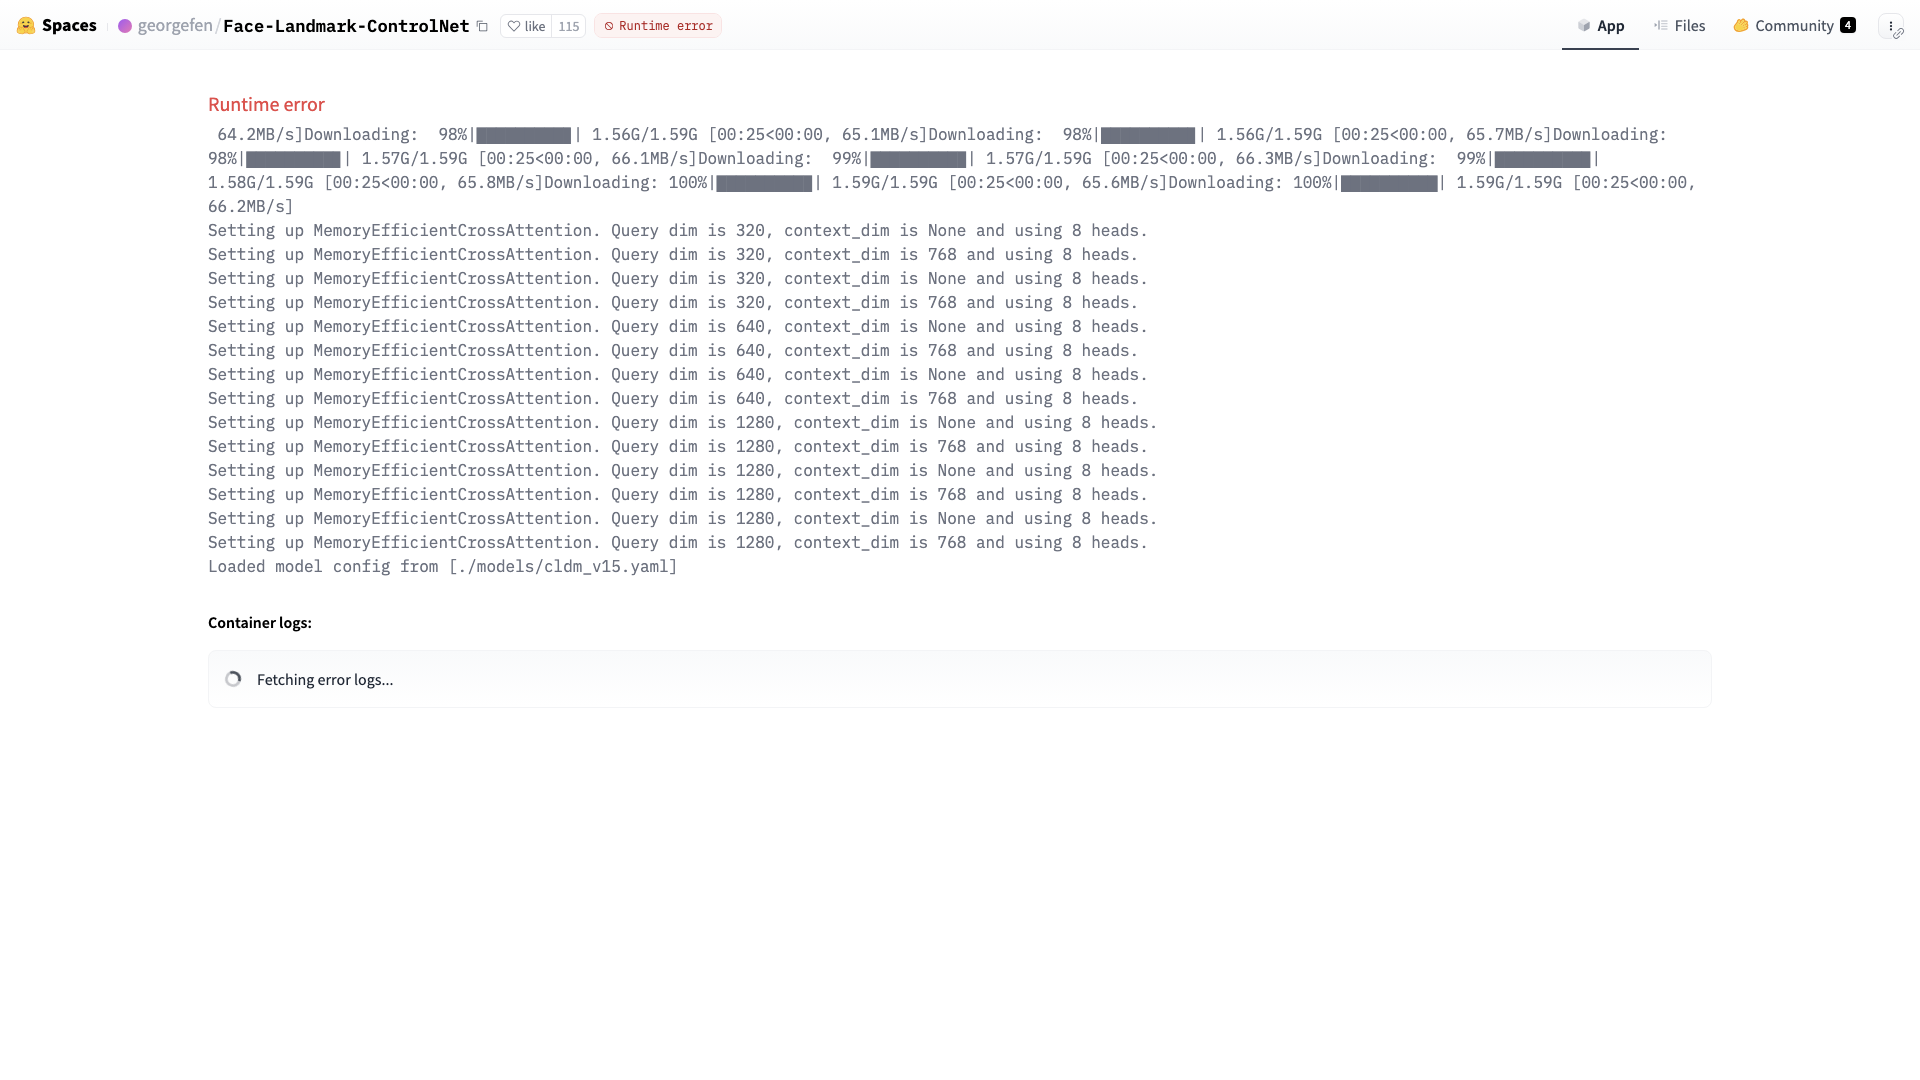 Spaces georgefen/Face-Landmark-ControlNet like 115 Runtime error App Files Community 4
Runtime error
64.2MB/s]Downloading:  98%|██████████| 1.56G/1.59G [00:25<00:00, 65.1MB/s]Downloading:  98%|██████████| 1.56G/1.59G [00:25<00:00, 65.7MB/s]Downloading:
98%|██████████| 1.57G/1.59G [00:25<00:00, 66.1MB/s]Downloading:  99%|██████████| 1.57G/1.59G [00:25<00:00, 66.3MB/s]Downloading:  99%|██████████|
1.58G/1.59G [00:25<00:00, 65.8MB/s]Downloading: 100%|██████████| 1.59G/1.59G [00:25<00:00, 65.6MB/s]Downloading: 100%|██████████| 1.59G/1.59G [00:25<00:00,
66.2MB/s]
Setting up MemoryEfficientCrossAttention. Query dim is 320, context_dim is None and using 8 heads.
Setting up MemoryEfficientCrossAttention. Query dim is 320, context_dim is 768 and using 8 heads.
Setting up MemoryEfficientCrossAttention. Query dim is 320, context_dim is None and using 8 heads.
Setting up MemoryEfficientCrossAttention. Query dim is 320, context_dim is 768 and using 8 heads.
Setting up MemoryEfficientCrossAttention. Query dim is 640, context_dim is None and using 8 heads.
Setting up MemoryEfficientCrossAttention. Query dim is 640, context_dim is 768 and using 8 heads.
Setting up MemoryEfficientCrossAttention. Query dim is 640, context_dim is None and using 8 heads.
Setting up MemoryEfficientCrossAttention. Query dim is 640, context_dim is 768 and using 8 heads.
Setting up MemoryEfficientCrossAttention. Query dim is 1280, context_dim is None and using 8 heads.
Setting up MemoryEfficientCrossAttention. Query dim is 1280, context_dim is 768 and using 8 heads.
Setting up MemoryEfficientCrossAttention. Query dim is 1280, context_dim is None and using 8 heads.
Setting up MemoryEfficientCrossAttention. Query dim is 1280, context_dim is 768 and using 8 heads.
Setting up MemoryEfficientCrossAttention. Query dim is 1280, context_dim is None and using 8 heads.
Setting up MemoryEfficientCrossAttention. Query dim is 1280, context_dim is 768 and using 8 heads.
Loaded model config from [./models/cldm_v15.yaml]
Container logs:
Fetching error logs...